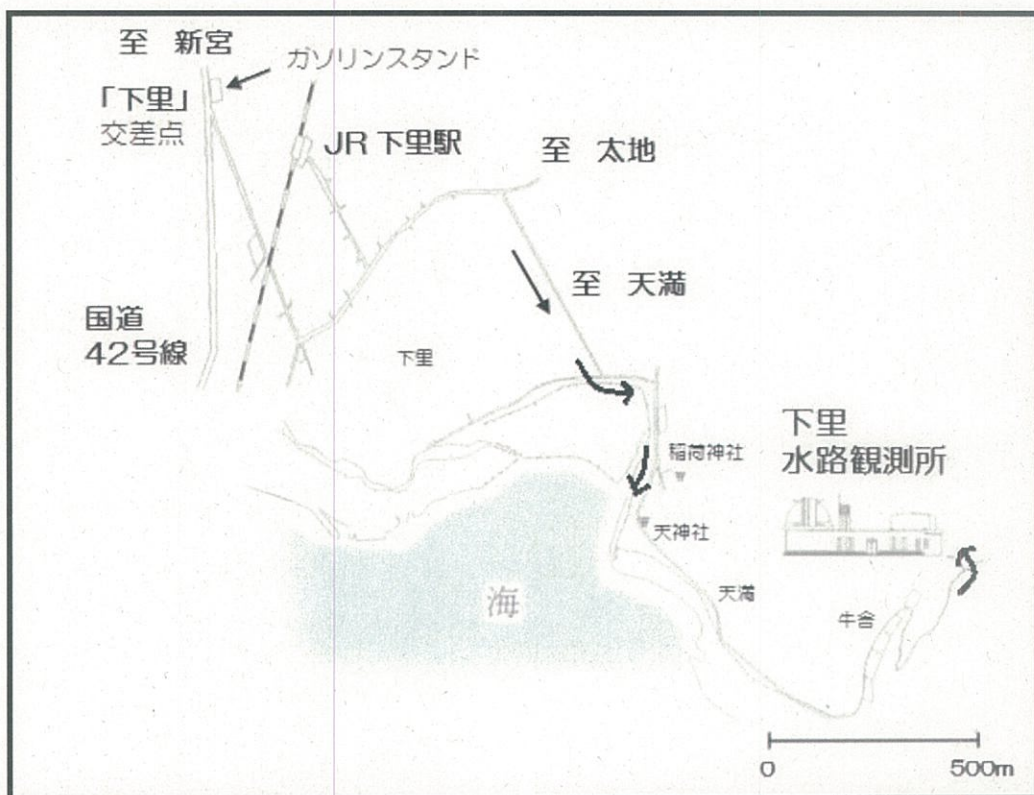 至 新宮
ガソリンスタンド
「下里」
交差点
JR 下里駅
至 太地
至 天満
国道
42号線
下里
下里
水路観測所
稲荷神社
天神社
海
天満
牛舎
0 500m